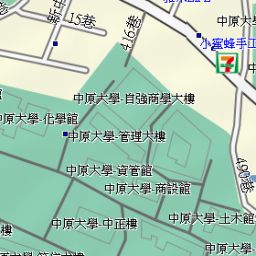 15巷
416巷
小蜜蜂手工
7
中原大學-自強商學大樓
中原大學-化學館
中原大學-管理大樓
490巷
中原大學-資管館
中原大學-商設館
中原大學-土木館
中原大學-中正樓